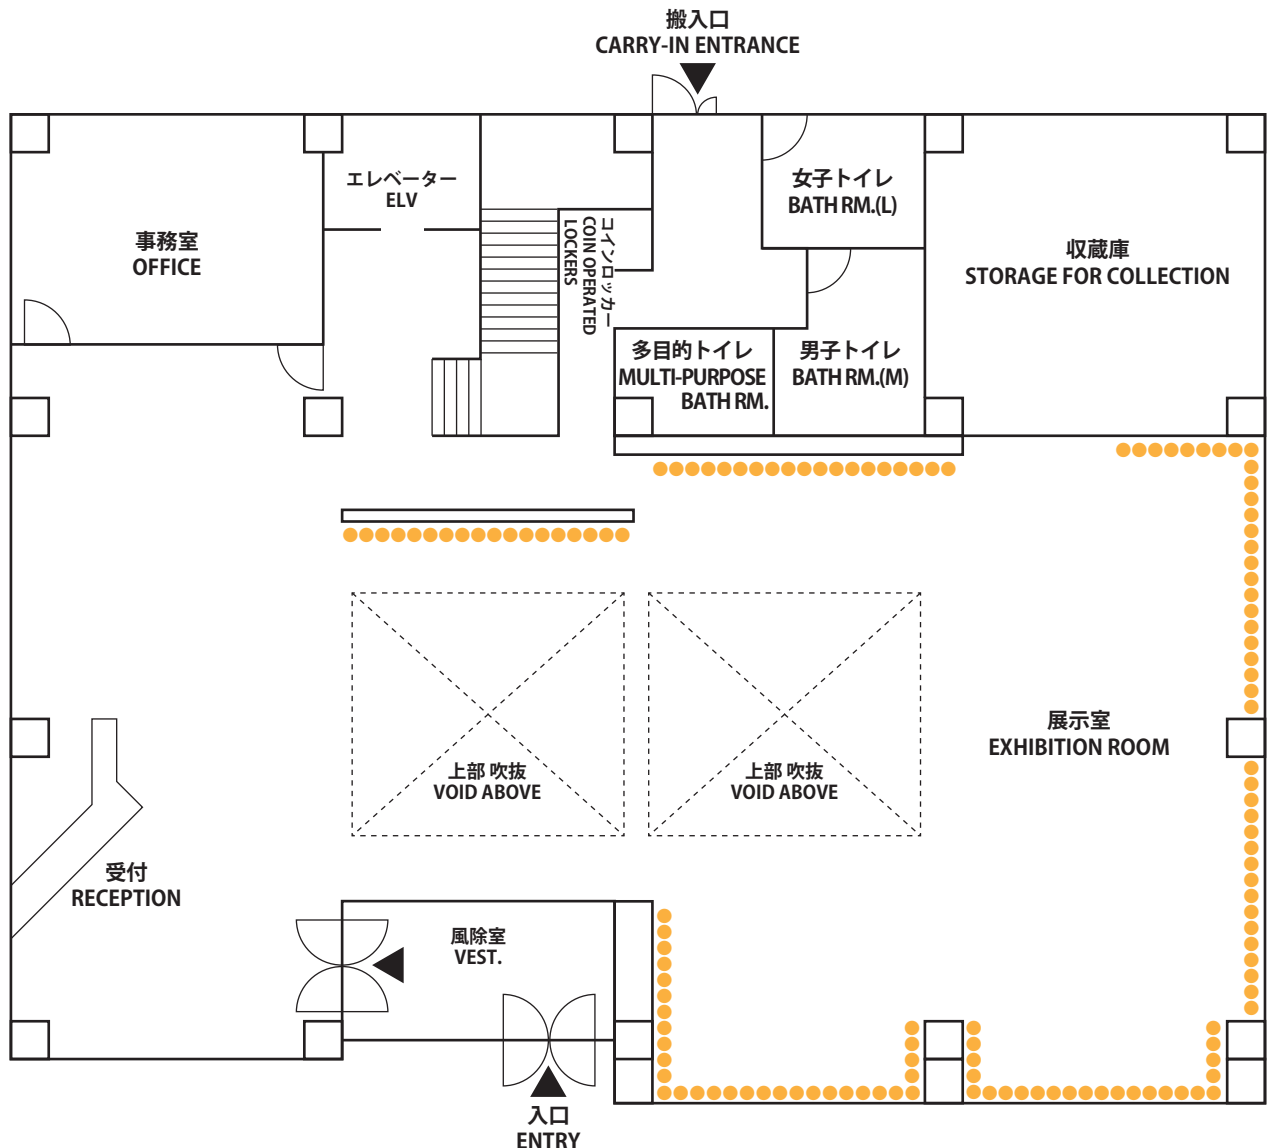 搬入口
CARRY-IN ENTRANCE
エレベーター
ELV
女子トイレ
BATH RM.(L)
事務室
OFFICE
コインロッカー
COIN OPERATED
LOCKERS
収蔵庫
STORAGE FOR COLLECTION
多目的トイレ
MULTI-PURPOSE
BATH RM.
男子トイレ
BATH RM.(M)
展示室
EXHIBITION ROOM
上部 吹抜
VOID ABOVE
上部 吹抜
VOID ABOVE
受付
RECEPTION
風除室
VEST.
入口
ENTRY